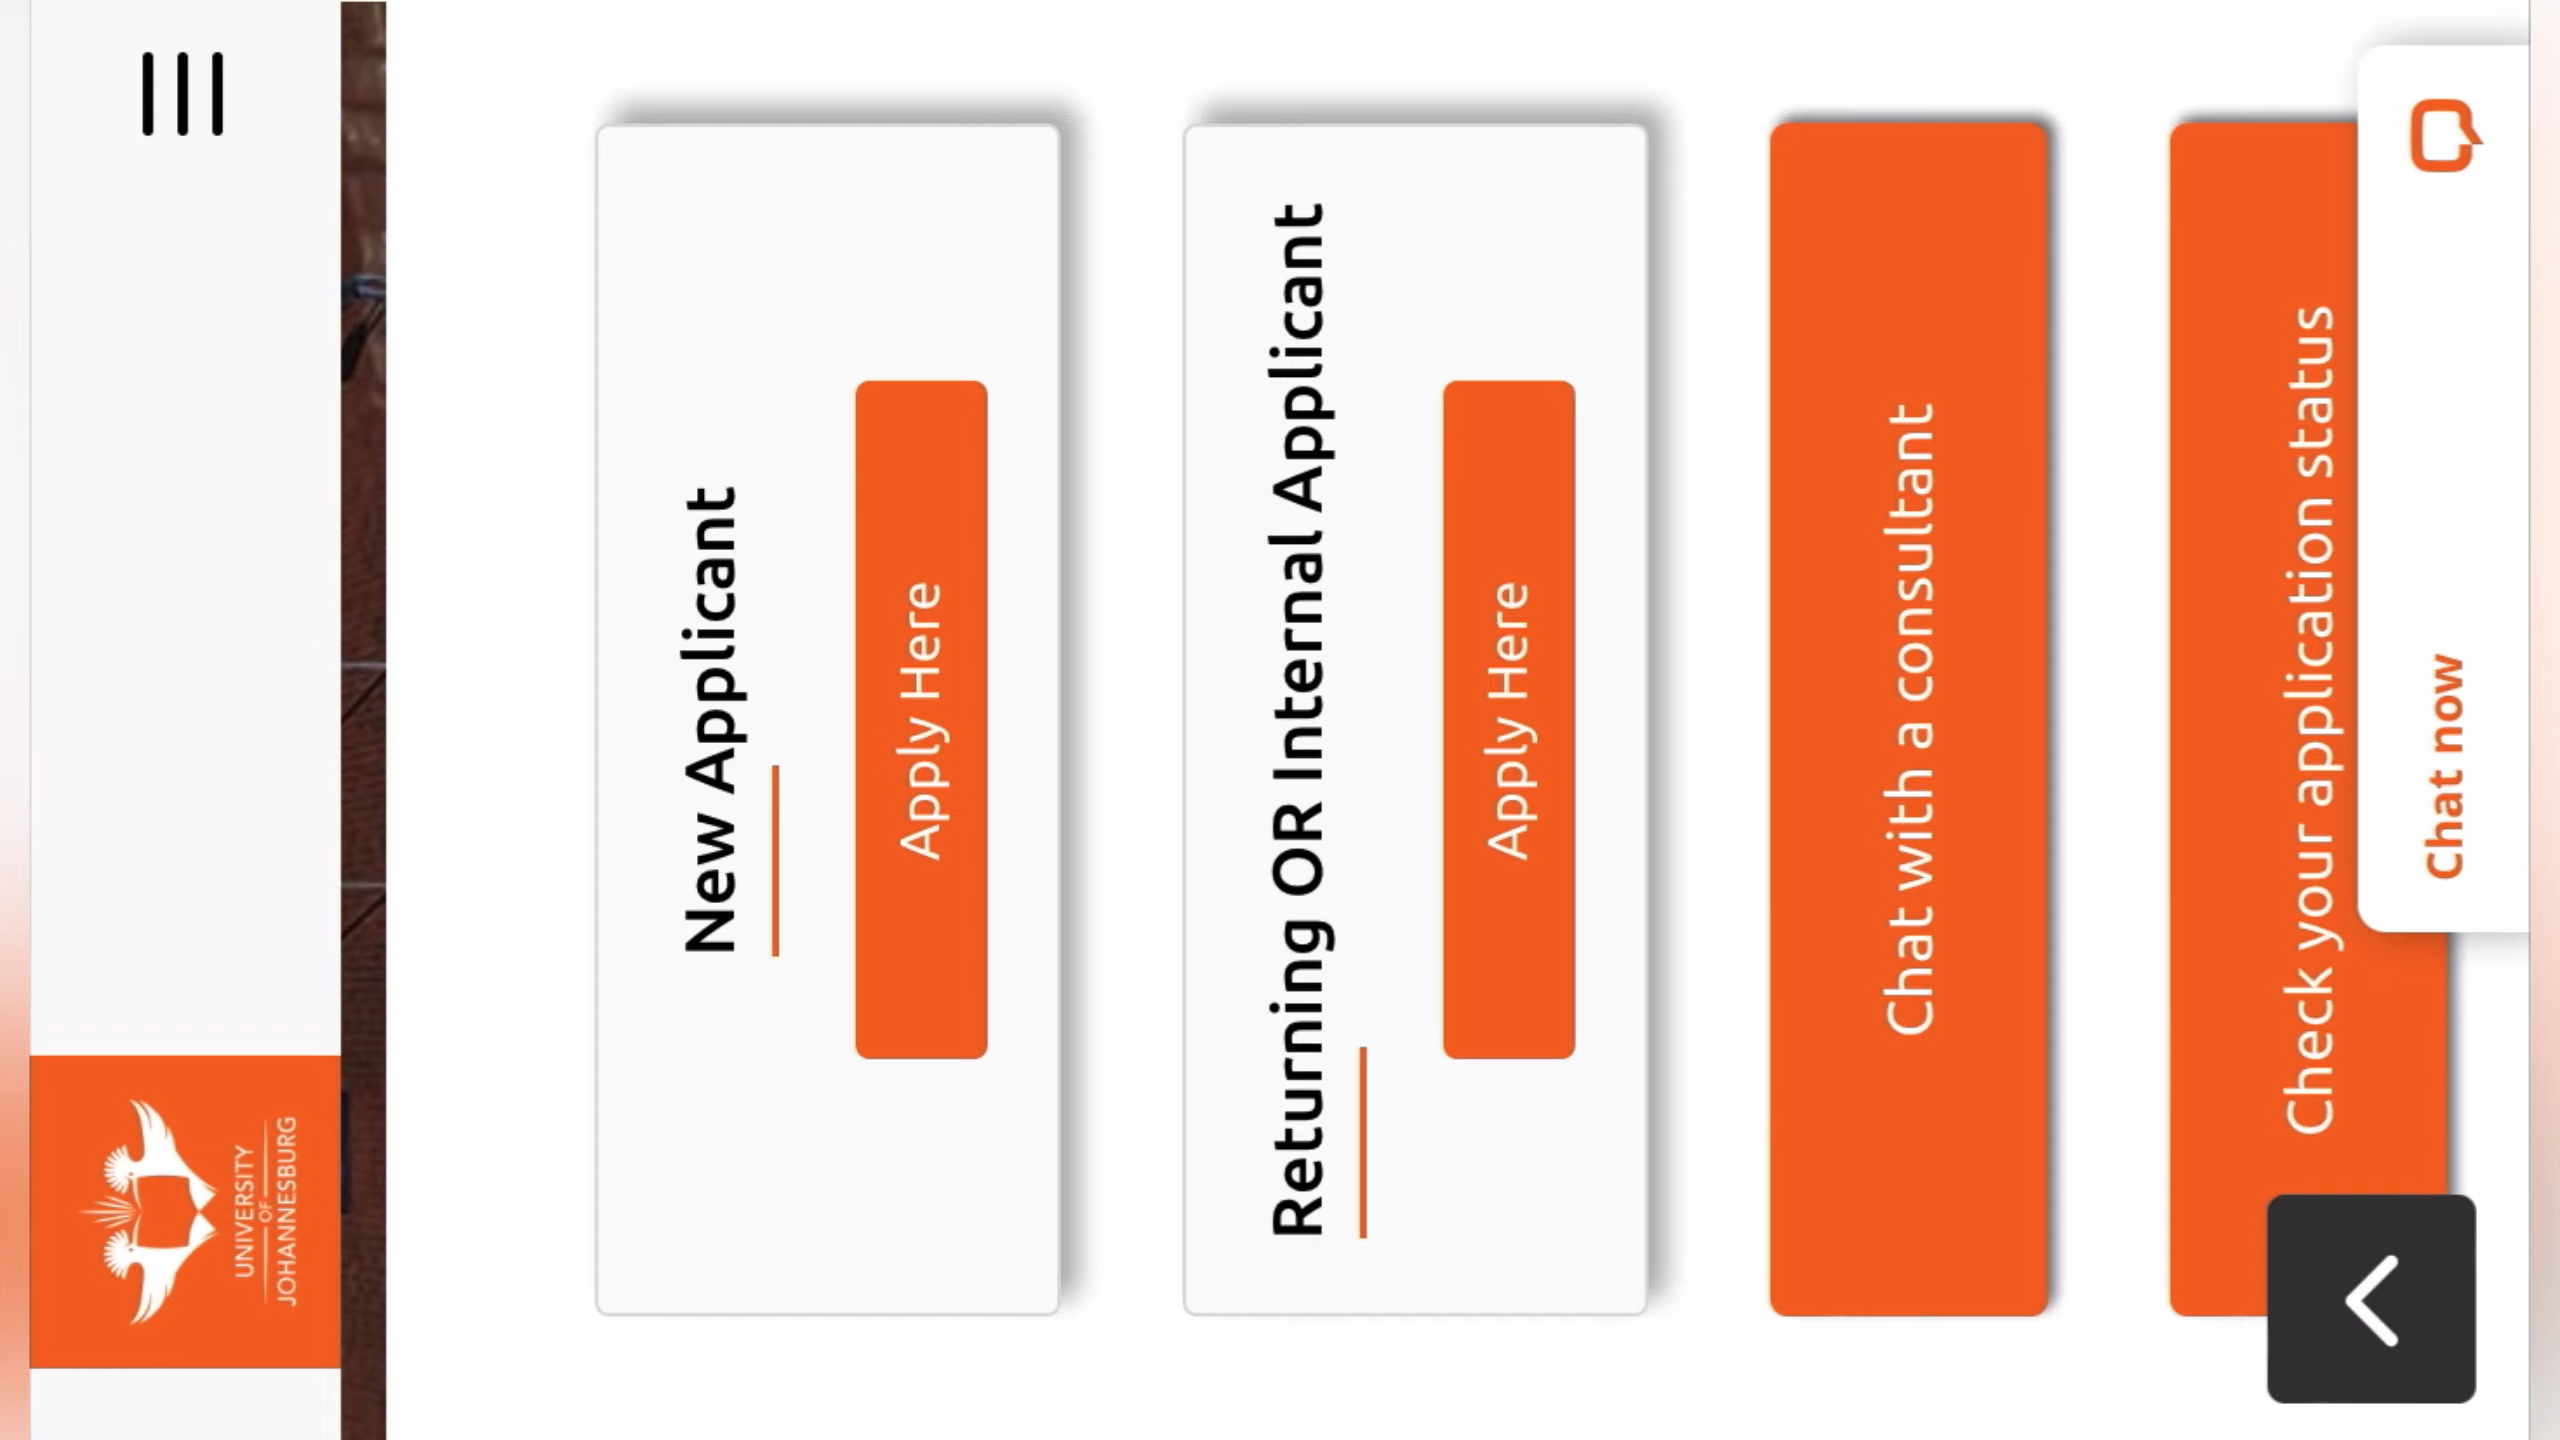 UNIVERSITY
OF
JOHANNESBURG
New Applicant
Apply Here
Returning OR Internal Applicant
Apply Here
Chat with a consultant
Check your application status
Chat now